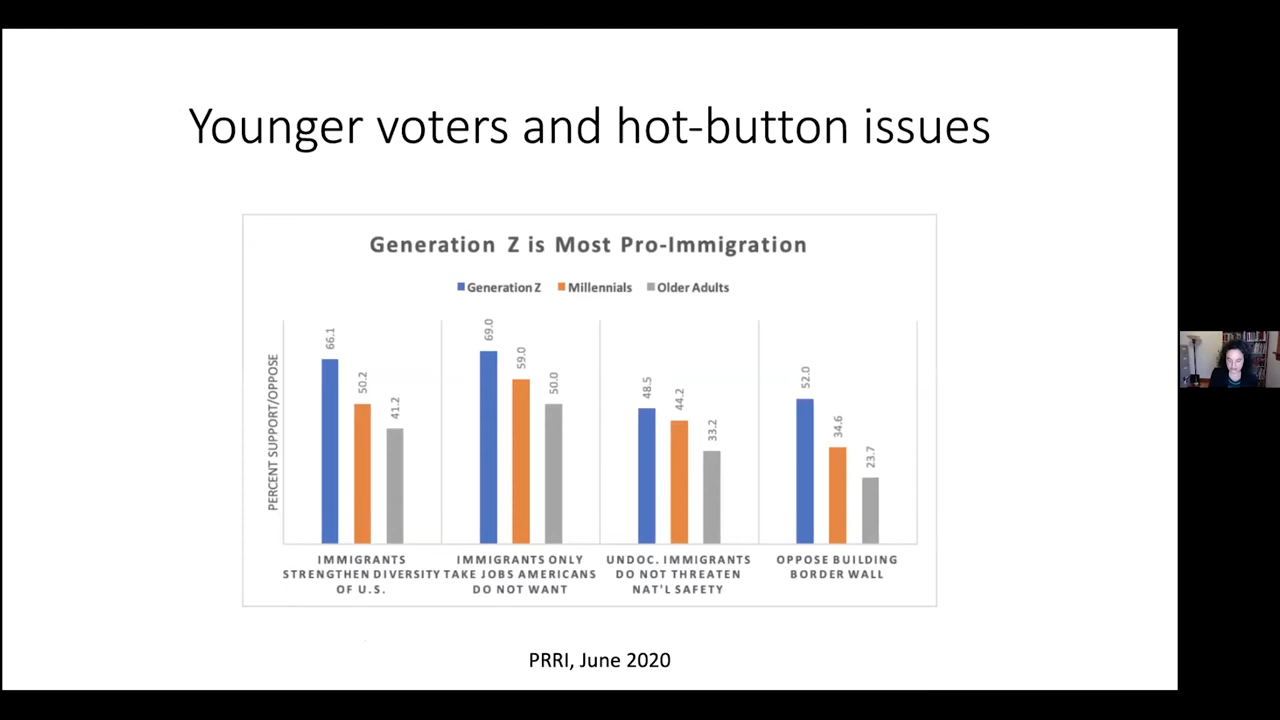 Younger voters and hot-button issues
Generation Z is Most Pro-Immigration
Generation Z Millennials Older Adults
PERCENT SUPPORT/OPPOSE
66.1
50.2
41.2
69.0
59.0
50.0
48.5
44.2
33.2
52.0
34.6
23.7
IMMIGRANTS
STRENGTHEN DIVERSITY
OF U.S.
IMMIGRANTS ONLY
TAKE JOBS AMERICANS
DO NOT WANT
UNDOC. IMMIGRANTS
DO NOT THREATEN
NAT'L SAFETY
OPPOSE BUILDING
BORDER WALL
PRRI, June 2020